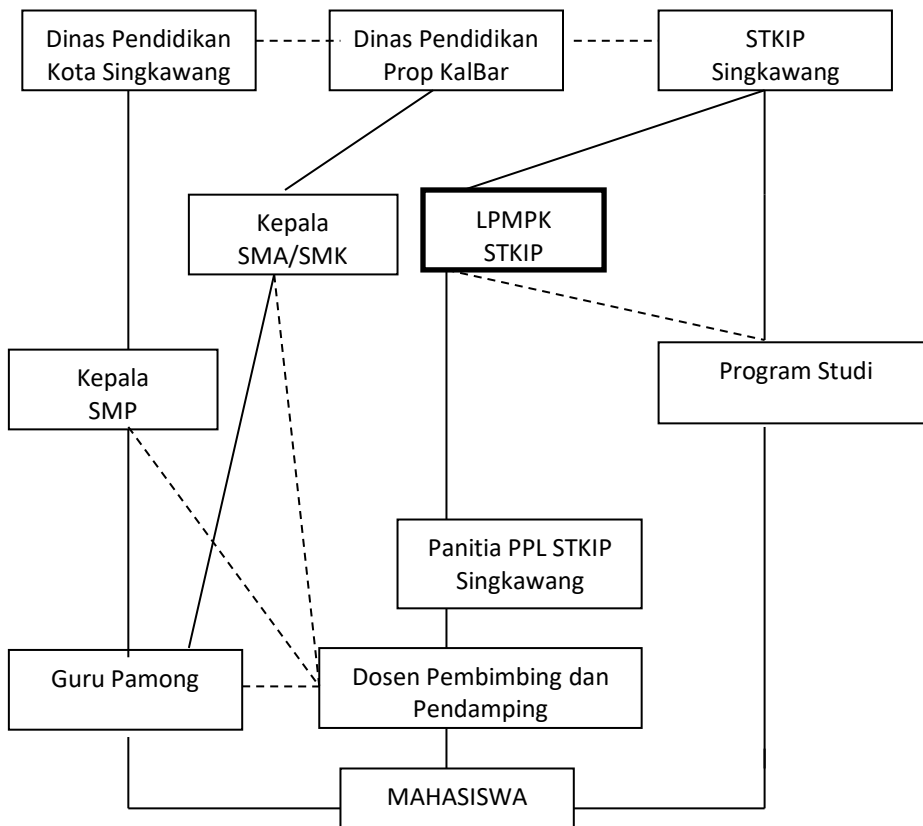 Dinas Pendidikan
Kota Singkawang
Dinas Pendidikan
Prop KalBar
STKIP
Singkawang
Kepala
SMA/SMK
LPMPK
STKIP
Kepala
SMP
Program Studi
Panitia PPL STKIP
Singkawang
Guru Pamong
Dosen Pembimbing dan
Pendamping
MAHASISWA